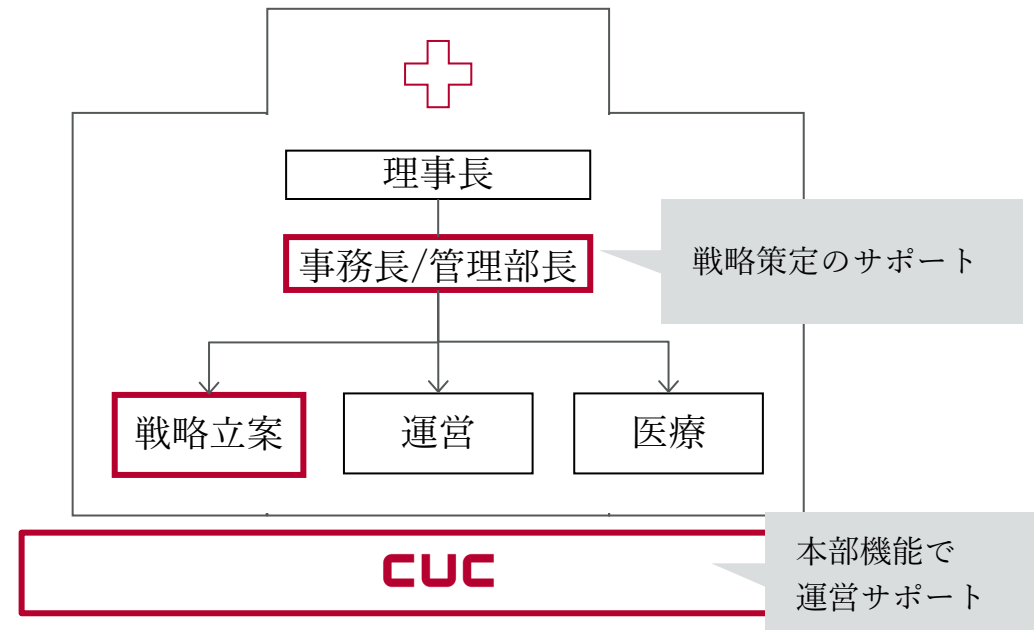 理事長
事務長/管理部長
戦略策定のサポート
戦略立案
運営
医療
CUC
本部機能で
運営サポート